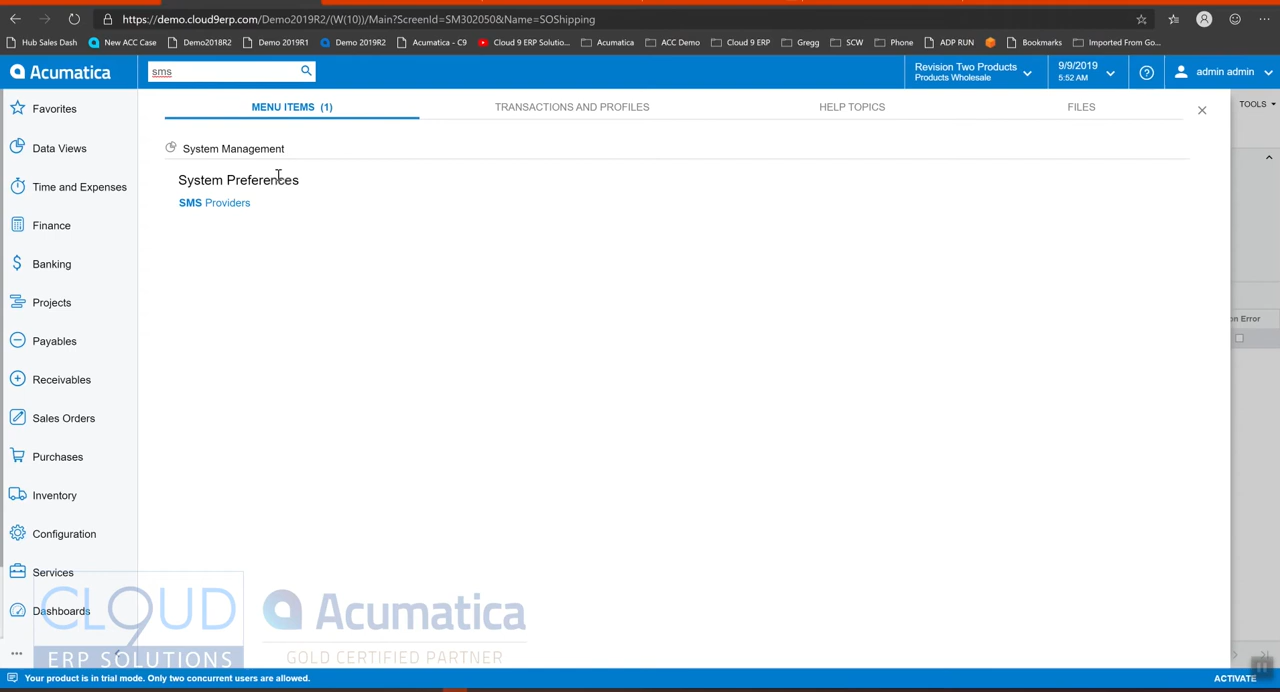 https://demo.cloud9erp.com/Demo2019R2/(W(10))/Main?ScreenId=SM302050&Name=SOShipping
Hub Sales Dash
New ACC Case
Demo2018R2
Demo 2019R1
Demo 2019R2
Acumatica - C9
Cloud 9 ERP Solutio...
Acumatica
ACC Demo
Cloud 9 ERP
Gregg
SCW
Phone
ADP RUN
Bookmarks
Imported From Go...
Acumatica
sms
Revision Two Products
Products Wholesale
9/9/2019
5:52 AM
admin admin
Favorites
Data Views
Time and Expenses
Finance
Banking
Projects
Payables
Receivables
Sales Orders
Purchases
Inventory
Configuration
Services
Dashboards
MENU ITEMS (1)
TRANSACTIONS AND PROFILES
HELP TOPICS
FILES
TOOLS
System Management
System Preferences
SMS Providers
on Error
CLOUD
9
ERP SOLUTIONS
Acumatica
GOLD CERTIFIED PARTNER
Your product is in trial mode. Only two concurrent users are allowed.
ACTIVATE